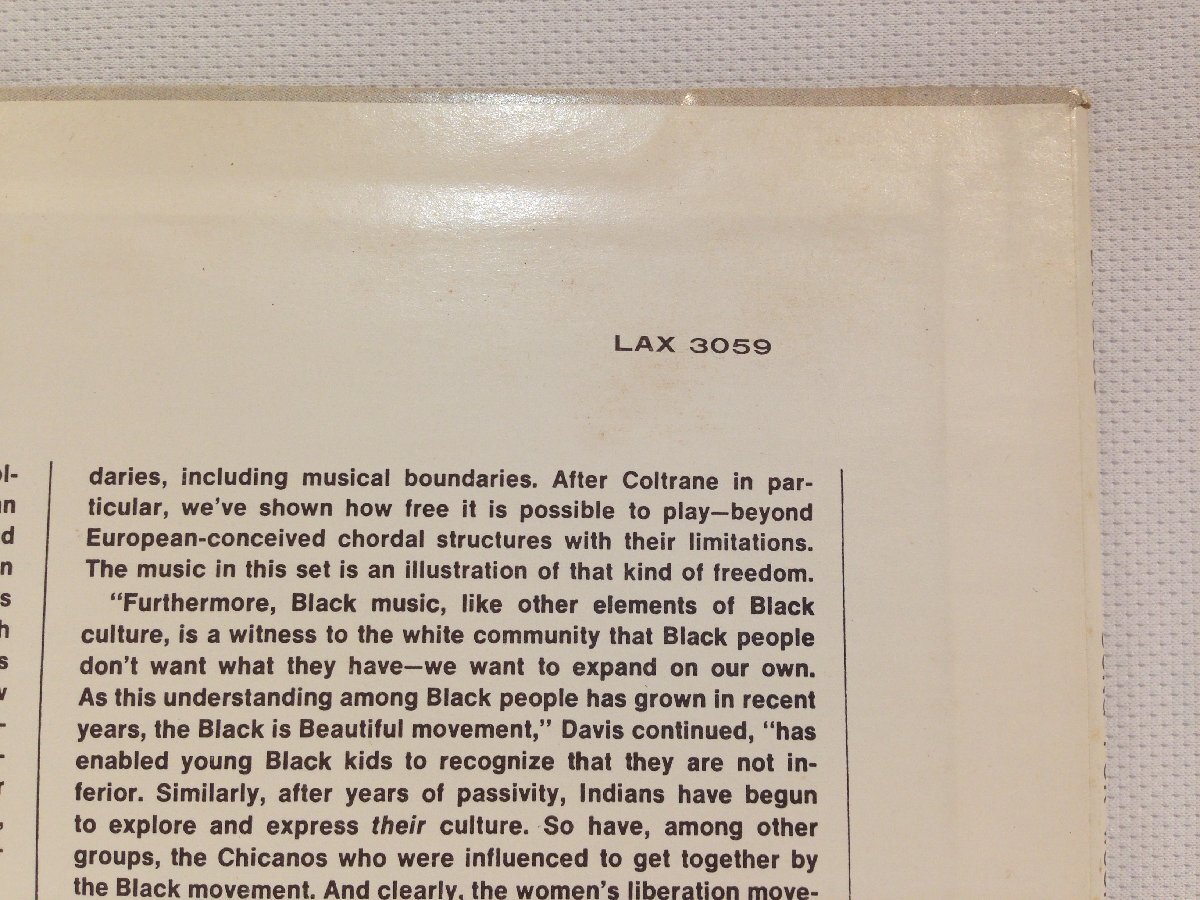 LAX 3059
daries, including musical boundaries. After Coltrane in par-
ticular, we've shown how free it is possible to play—beyond
European-conceived chordal structures with their limitations.
The music in this set is an illustration of that kind of freedom.
"Furthermore, Black music, like other elements of Black
culture, is a witness to the white community that Black people
don't want what they have—we want to expand on our own.
As this understanding among Black people has grown in recent
years, the Black is Beautiful movement," Davis continued, "has
enabled young Black kids to recognize that they are not in-
ferior. Similarly, after years of passivity, Indians have begun
to explore and express their culture. So have, among other
groups, the Chicanos who were influenced to get together by
the Black movement. And clearly, the women's liberation move-